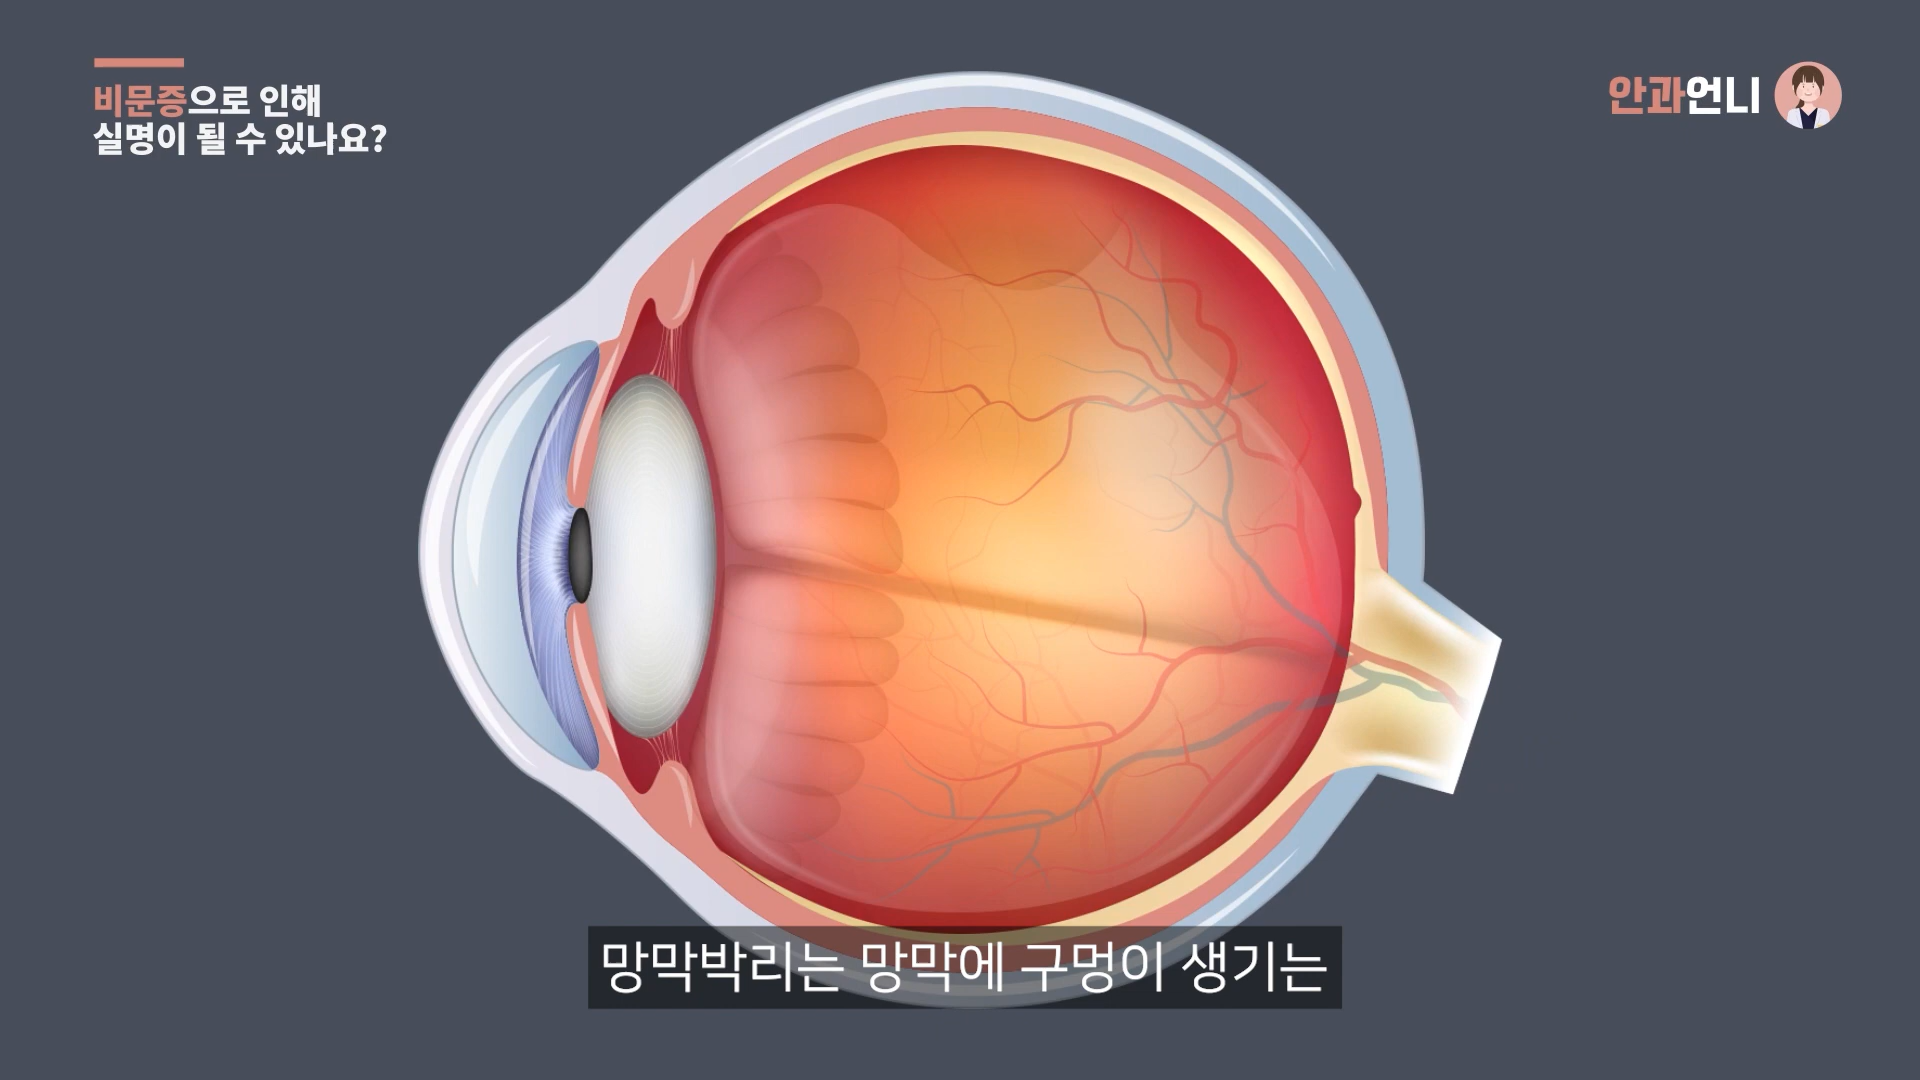 비문증으로 인해
실명이 될 수 있나요?
안과언니
망막박리는 망막에 구멍이 생기는